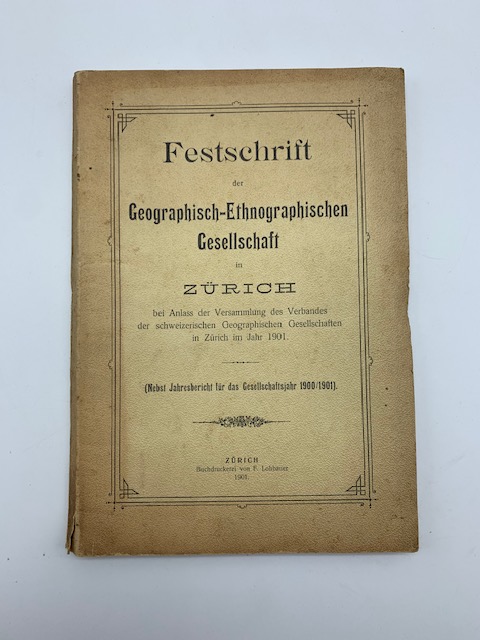 Festschrift
der
Geographisch-Ethnographischen
Gesellschaft
in
ZÜRICH
bei Anlass der Versammlung des Verbandes
der schweizerischen Geographischen Gesellschaften
in Zürich im Jahr 1901.
(Nebst Jahresbericht für das Gesellschaftsjahr 1900/1901).
ZÜRICH
Buchdruckerei von F. Lohbauer
1901.